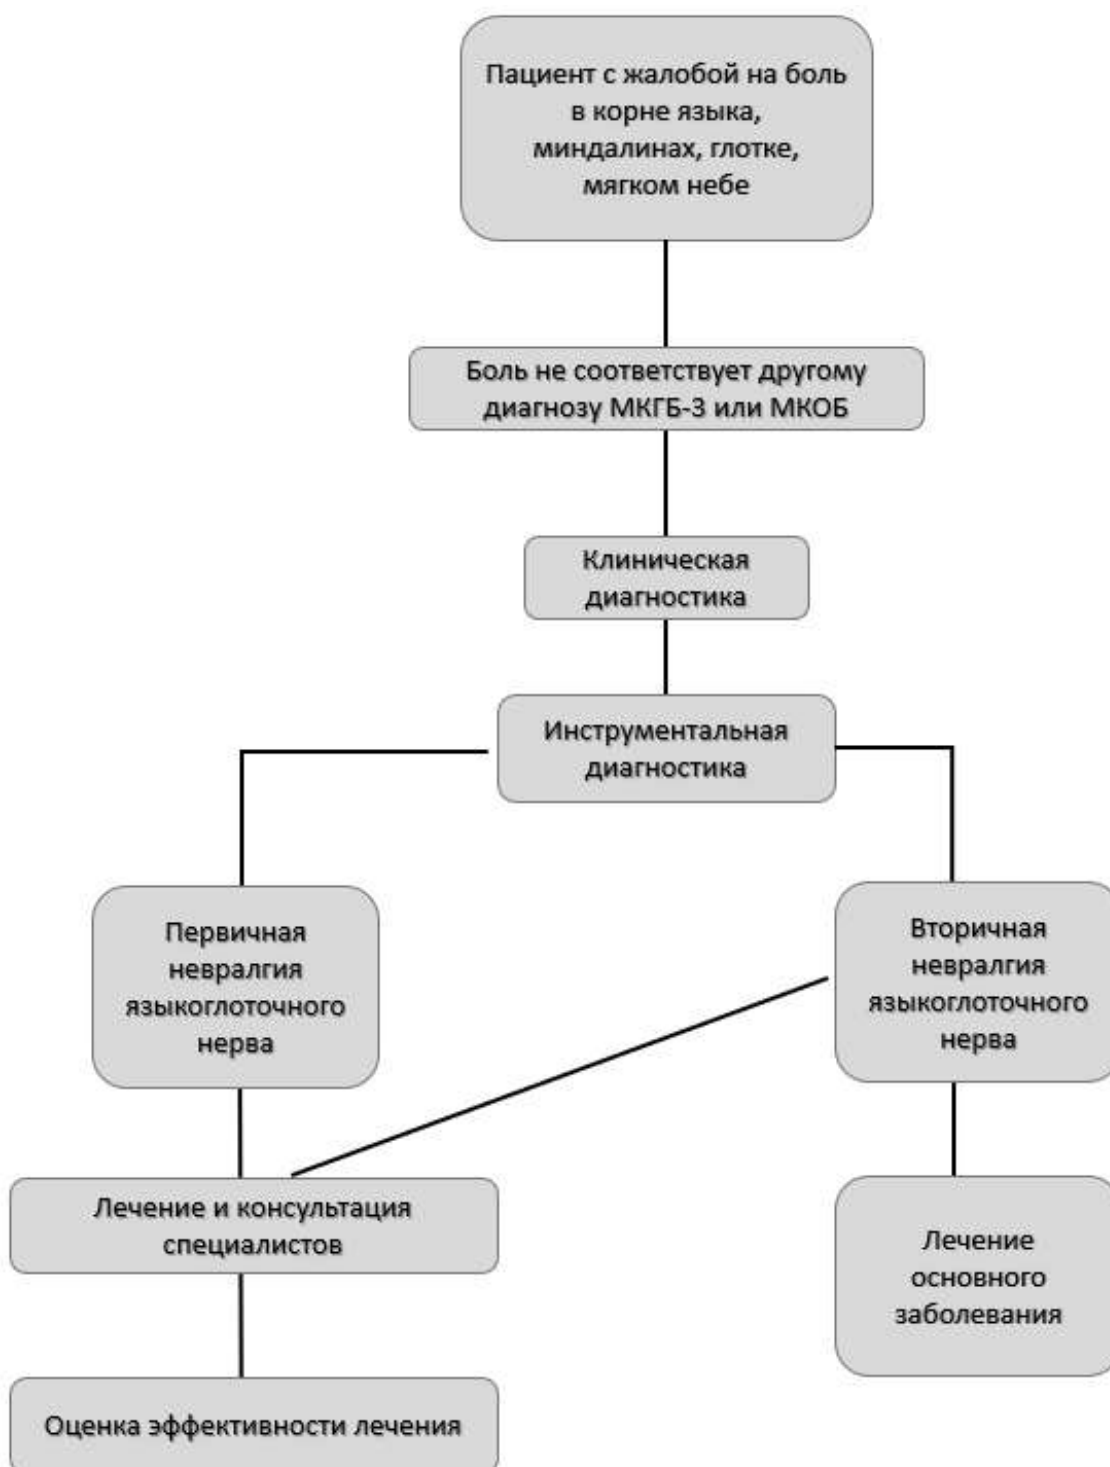 Пациент с жалобой на боль
в корне языка,
миндалинах, глотке,
мягком небе
Боль не соответствует другому
диагнозу МКГБ-3 или МКОБ
Клиническая
диагностика
Инструментальная
диагностика
Первичная
невралгия
языкоглоточного
нерва
Вторичная
невралгия
языкоглоточного
нерва
Лечение и консультация
специалистов
Лечение
основного
заболевания
Оценка эффективности лечения